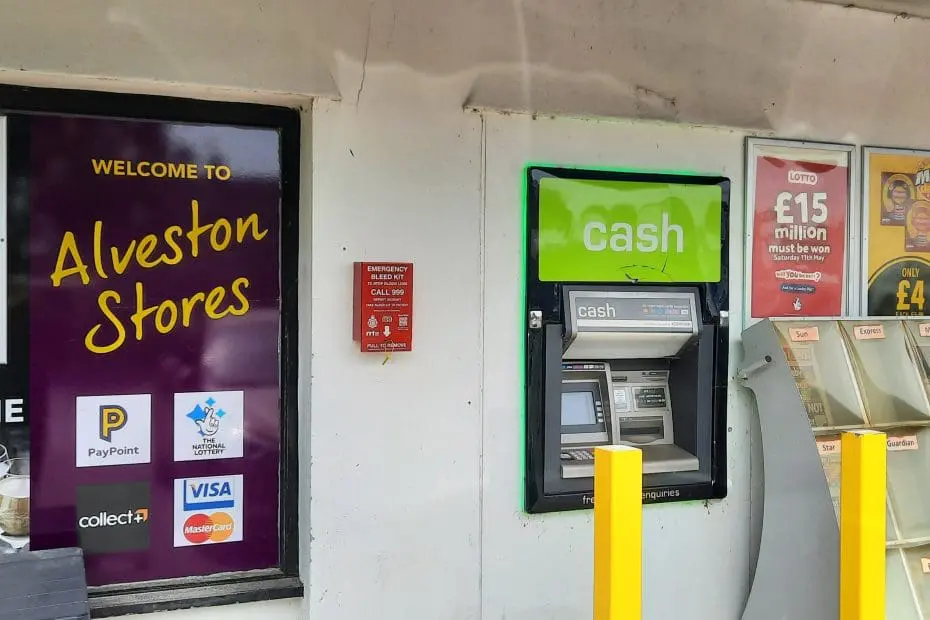 WELCOME TO
Alveston
Stores
PayPoint
THE
NATIONAL
LOTTERY
collect+
VISA
MasterCard
EMERGENCY
BLEED KIT
CALL 999
PULL TO REMOVE
cash
cash
enquiries
LOTTO
£15
million
must be won
Saturday 11th May
ONLY
£4
Sun
Express
Star
Guardian